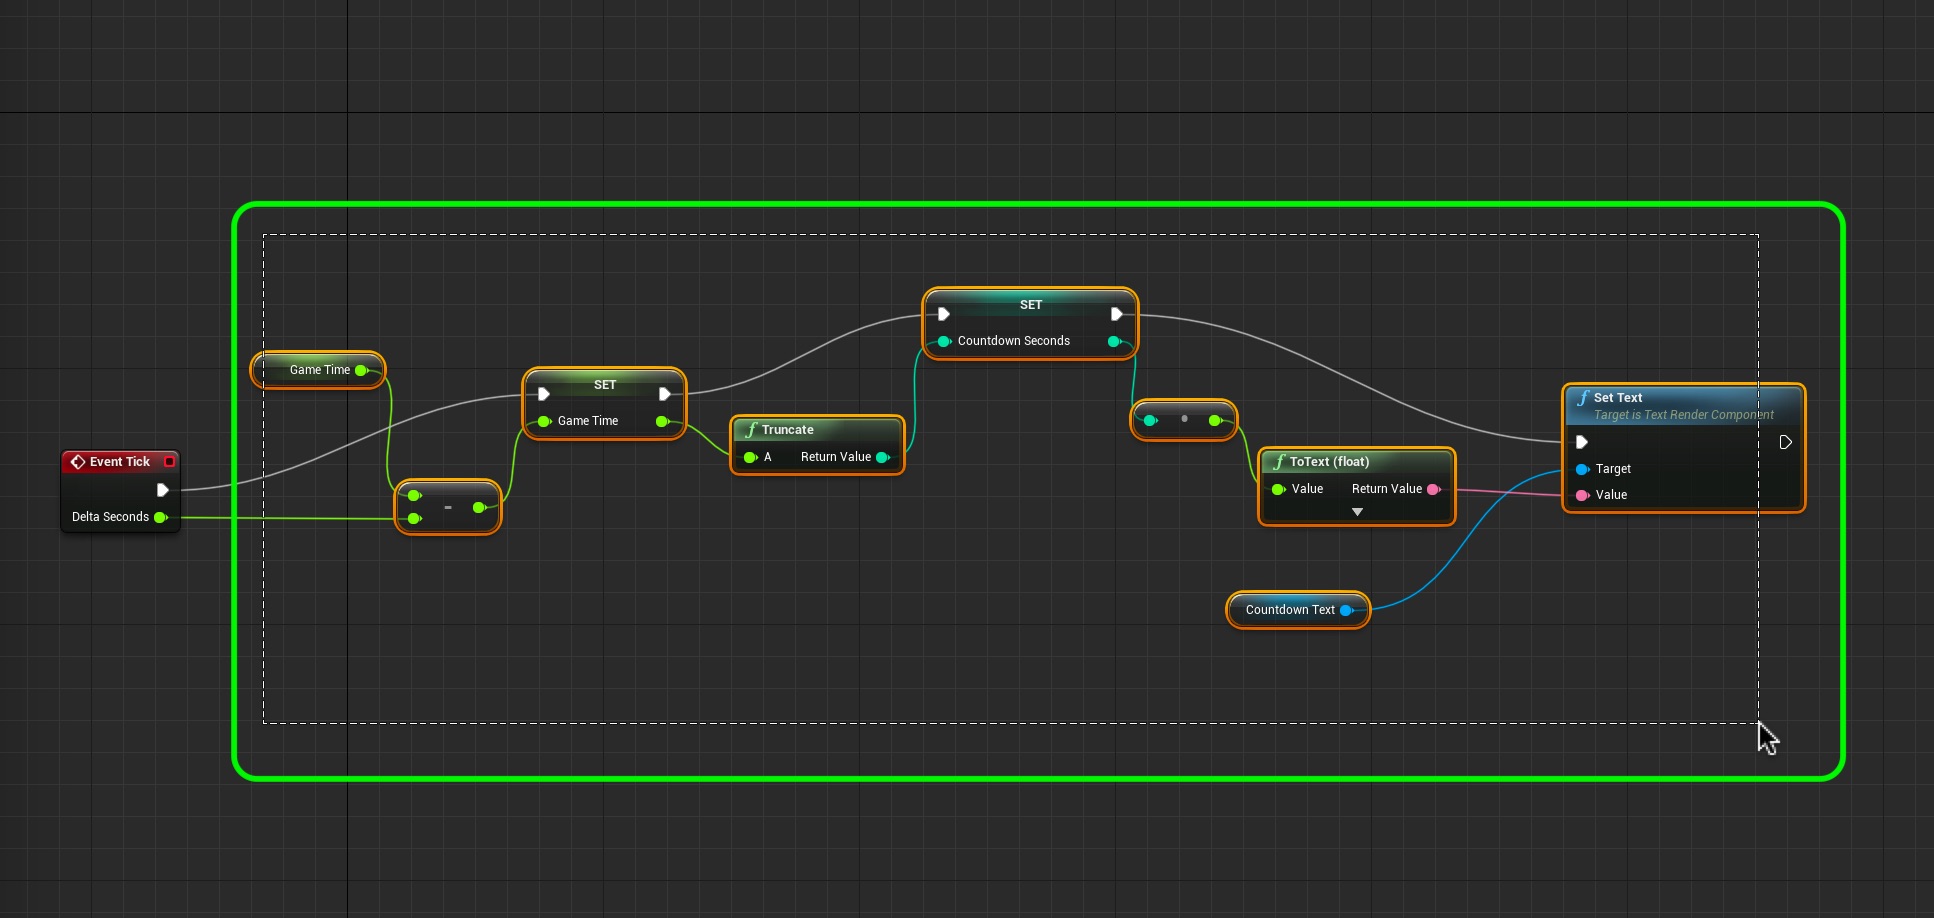 Event Tick
Delta Seconds
Game Time
-
SET
Game Time
f Truncate
A Return Value
SET
Countdown Seconds
•
f ToText (float)
Value Return Value
Countdown Text
f Set Text
Target is Text Render Component
Target
Value